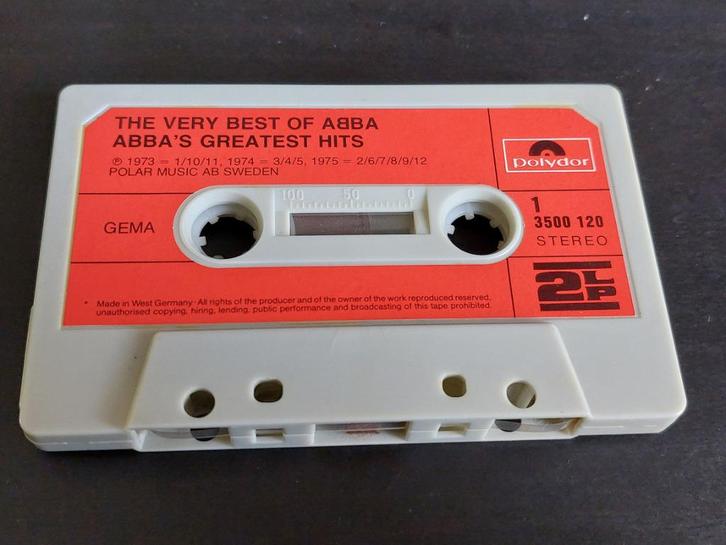 THE VERY BEST OF ABBA
ABBA'S GREATEST HITS
℗ 1973 = 1/10/11, 1974 = 3/4/5, 1975 = 2/6/7/8/9/12
POLAR MUSIC AB SWEDEN
polydor
100 50 0
GEMA
1
3500 120
STEREO
2LP
* Made in West Germany · All rights of the producer and of the owner of the work reproduced reserved,
unauthorised copying, hiring, lending, public performance and broadcasting of this tape prohibited.